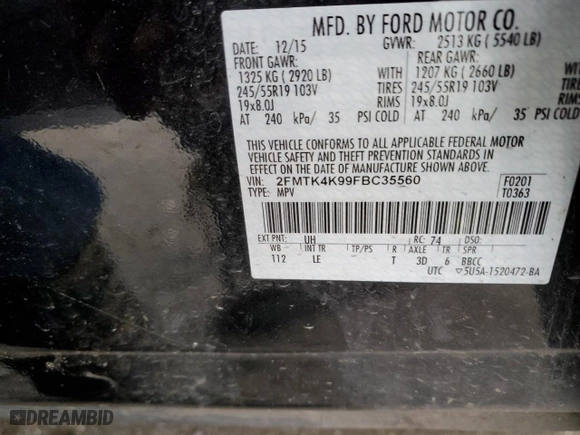 MFD. BY FORD MOTOR CO.
DATE: 12/15 GVWR: 2513 KG (5540 LB)
FRONT GAWR: REAR GAWR:
1325 KG (2920 LB) WITH 1207 KG (2660 LB) WITH
245/55R19 103V TIRES 245/55R19 103V TIRES
19x8.0J RIMS 19x8.0J RIMS
AT 240 kPa/ 35 PSI COLD AT 240 kPa/ 35 PSI COLD
THIS VEHICLE CONFORMS TO ALL APPLICABLE FEDERAL MOTOR
VEHICLE SAFETY AND THEFT PREVENTION STANDARDS IN
EFFECT ON THE DATE OF MANUFACTURE SHOWN ABOVE.
VIN: 2FMTK4K99FBC35560 F0201
TYPE: MPV T0363
EXT PNT: UH RC: 74 DSO:
WB INT TR TP/PS R AXLE TR SPR
112 LE T 3D 6 BBCC
UTC ▽5U5A-1520472-BA
DREAMBID